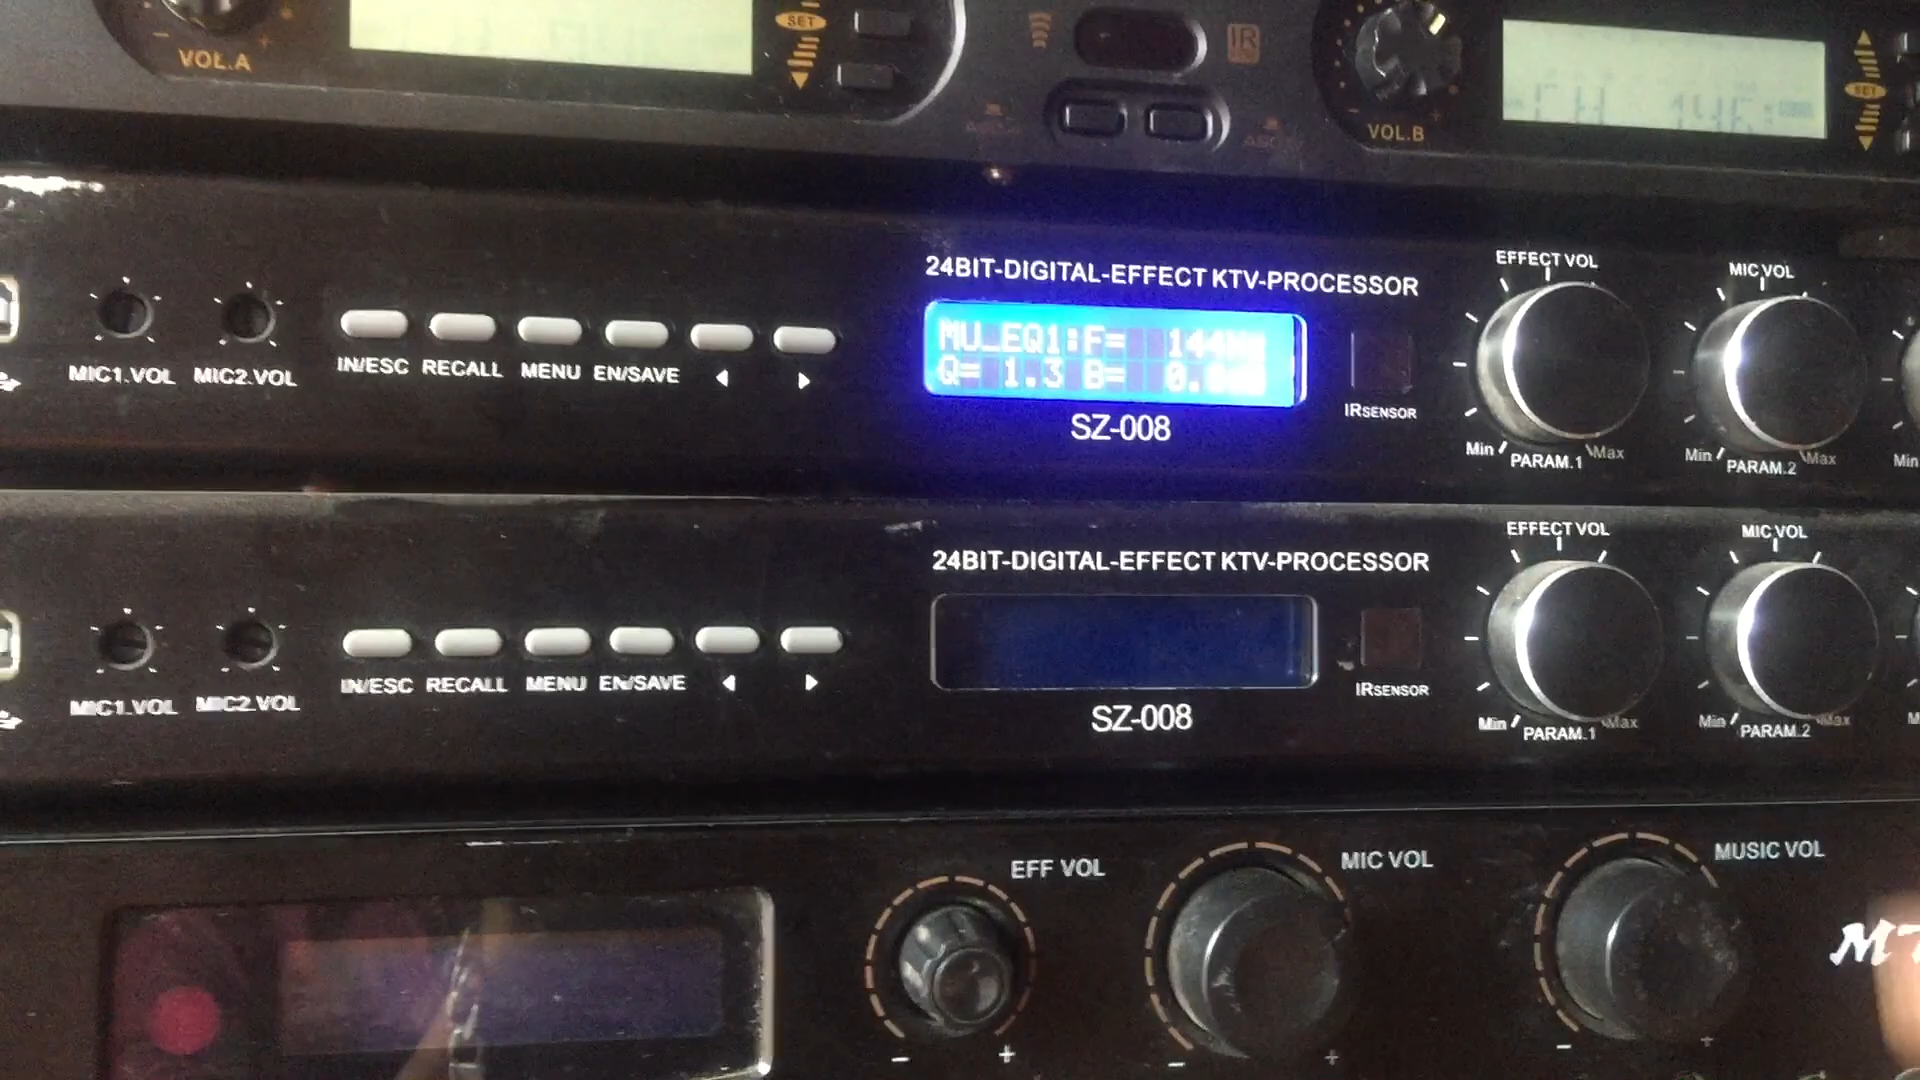 VOL.A
SET
IR
VOL.B
SET
24BIT-DIGITAL-EFFECT KTV-PROCESSOR
EFFECT VOL
MIC VOL
MU_EQ1:F= 144Hz
Q= 1.3 B= 0.
MIC1.VOL
MIC2.VOL
IN/ESC
RECALL
MENU
EN/SAVE
SZ-008
IRSENSOR
Min
PARAM.1
Max
Min
PARAM.2
Max
Min
EFFECT VOL
MIC VOL
24BIT-DIGITAL-EFFECT KTV-PROCESSOR
MIC1.VOL
MIC2.VOL
IN/ESC
RECALL
MENU
EN/SAVE
SZ-008
IRSENSOR
Min
PARAM.1
Max
Min
PARAM.2
Max
EFF VOL
MIC VOL
MUSIC VOL
- +
- +
- +